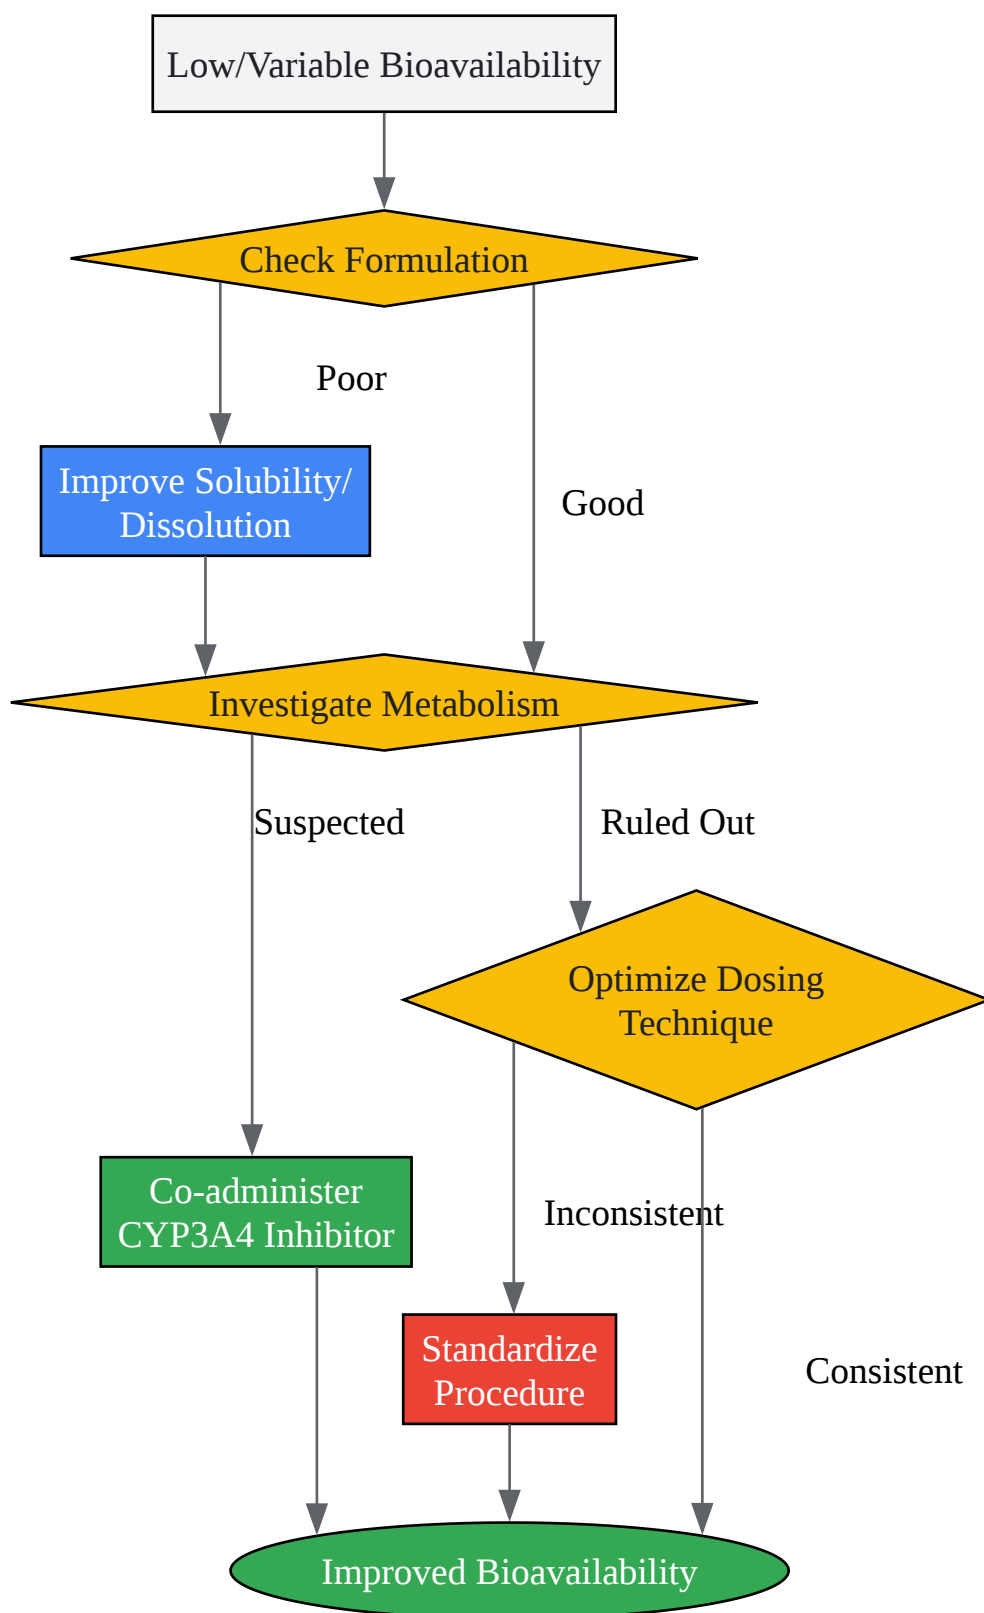 Low/Variable Bioavailability
Check Formulation
Poor
Improve Solubility/
Dissolution
Good
Investigate Metabolism
Suspected
Ruled Out
Optimize Dosing
Technique
Co-administer
CYP3A4 Inhibitor
Inconsistent
Standardize
Procedure
Consistent
Improved Bioavailability